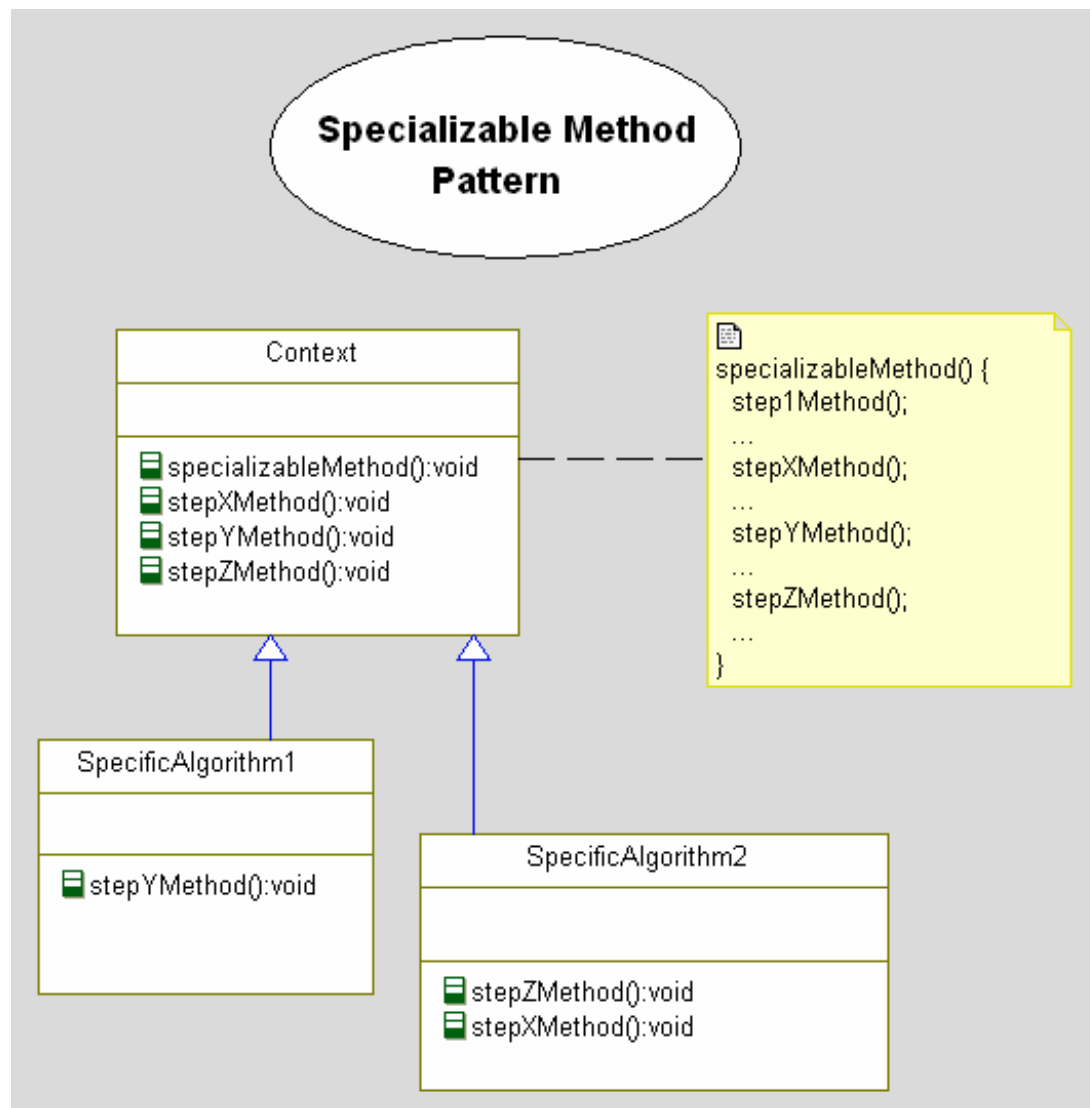 Specializable Method
Pattern
Context
specializableMethod():void
stepXMethod():void
stepYMethod():void
stepZMethod():void
specializableMethod() {
step1Method();
...
stepXMethod();
...
stepYMethod();
...
stepZMethod();
...
}
SpecificAlgorithm1
stepYMethod():void
SpecificAlgorithm2
stepZMethod():void
stepXMethod():void